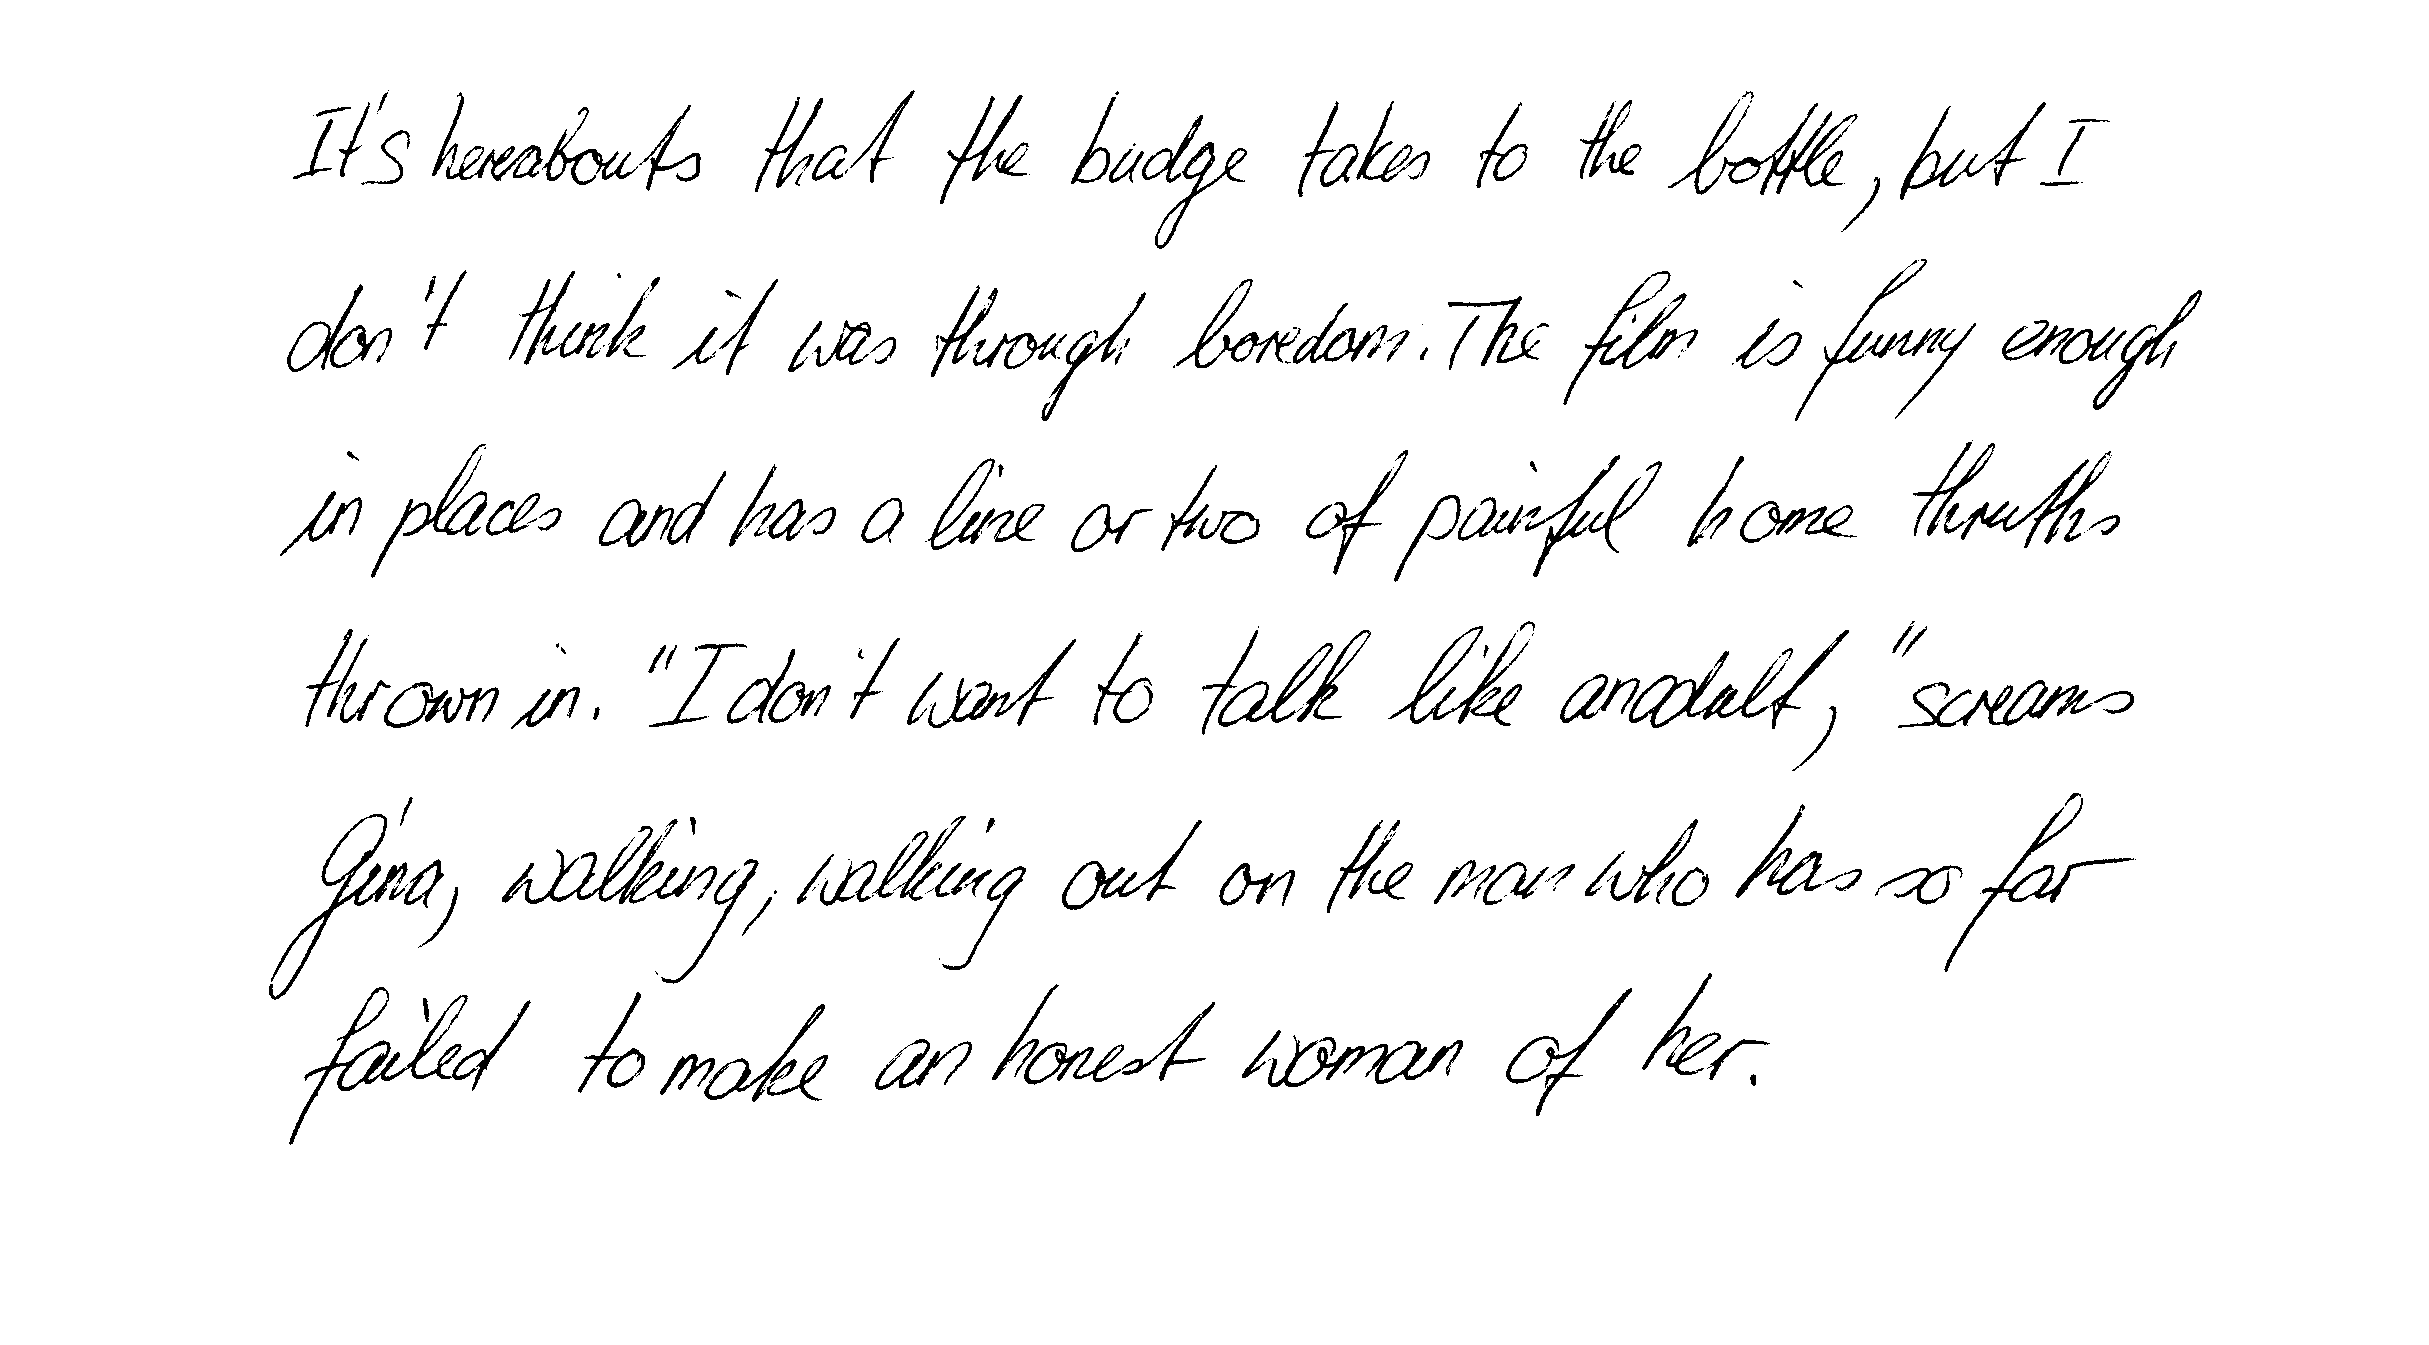 It's hereabouts that the budge takes to the bottle, but I
don't think it was through boredom. The film is funny enough
in places and has a line or two of painful home thruths
thrown in. "I don't want to talk like anadult," screams
Gina, walking, walking out on the man who has so far
failed to make an honest woman of her.